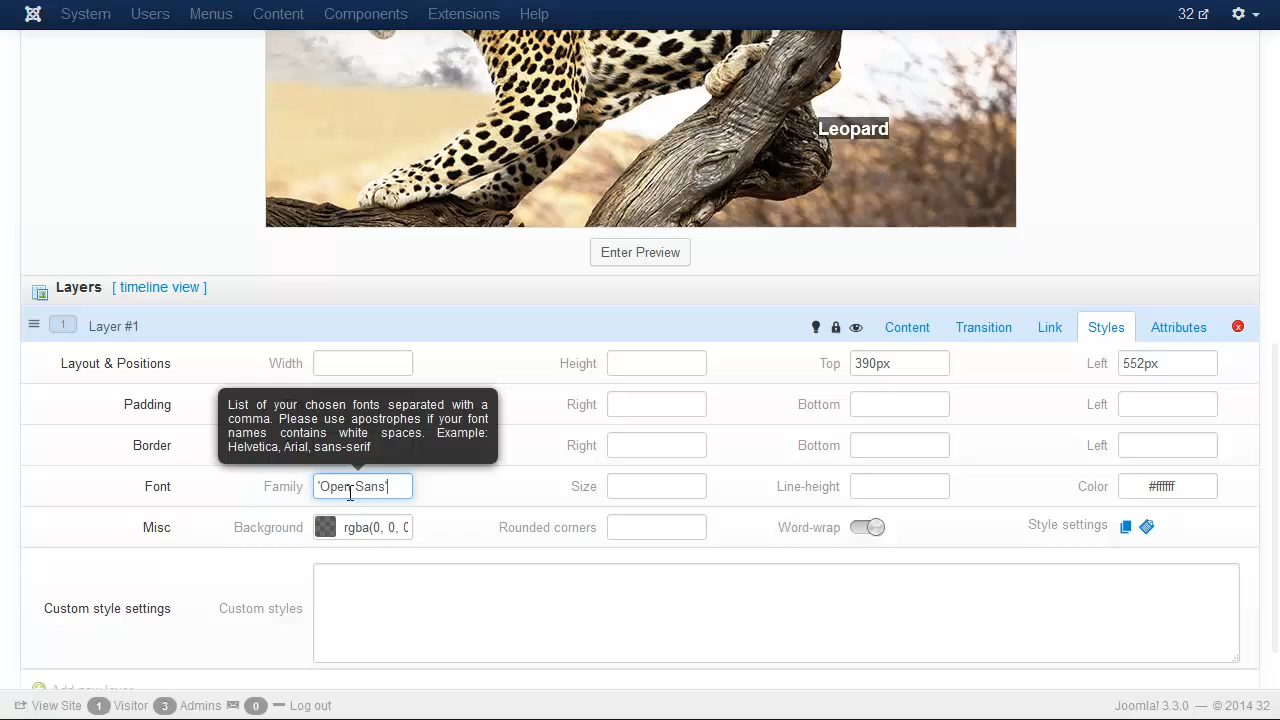 System Users Menus Content Components Extensions Help 32
Leopard
Enter Preview
Layers [ timeline view ]
1 Layer #1 Content Transition Link Styles Attributes x
Layout & Positions Width Height Top 390px Left 552px
Padding Right Bottom Left
List of your chosen fonts separated with a
comma. Please use apostrophes if your font
names contains white spaces. Example:
Helvetica, Arial, sans-serif
Border Right Bottom Left
Font Family 'Open Sans' Size Line-height Color #ffffff
Misc Background rgba(0, 0, 0 Rounded corners Word-wrap Style settings
Custom style settings Custom styles
Add new layer
View Site 1 Visitor 3 Admins 0 Log out Joomla! 3.3.0 — © 2014 32